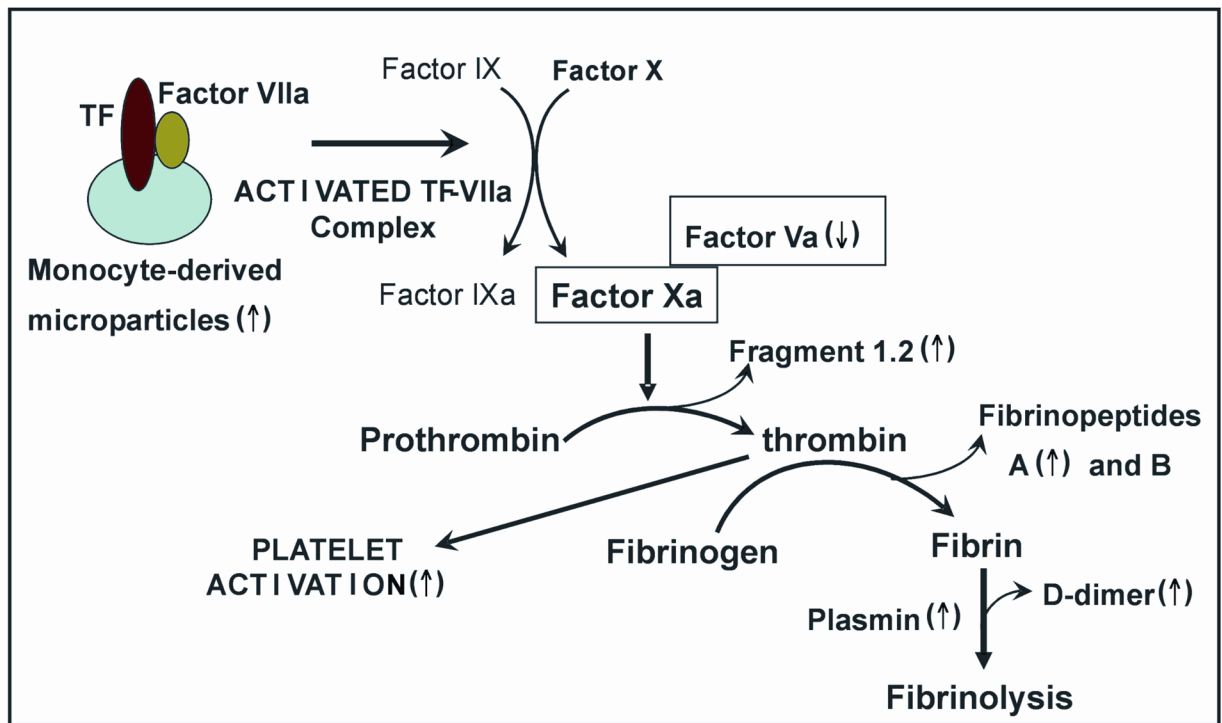 Factor IX
Factor X
TF
Factor VIIa
ACTIVATED TF-VIIa
Complex
Monocyte-derived
microparticles (↑)
Factor Va (↓)
Factor IXa
Factor Xa
Fragment 1.2 (↑)
Prothrombin
thrombin
Fibrinopeptides
A (↑) and B
PLATELET
ACTIVATION (↑)
Fibrinogen
Fibrin
Plasmin (↑)
D-dimer (↑)
Fibrinolysis